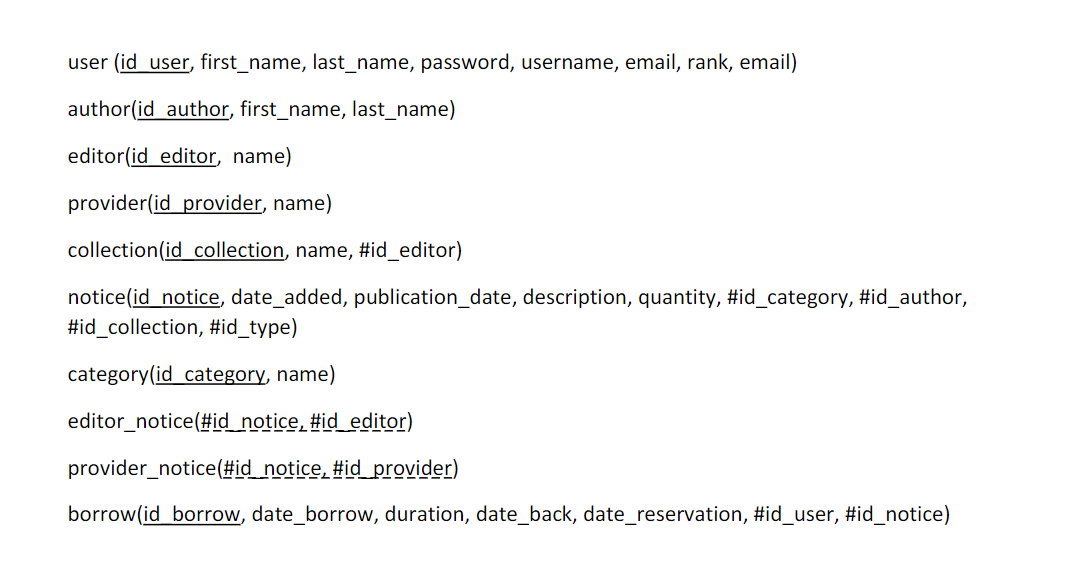 user (id_user, first_name, last_name, password, username, email, rank, email)
author(id_author, first_name, last_name)
editor(id_editor,  name)
provider(id_provider, name)
collection(id_collection, name, #id_editor)
notice(id_notice, date_added, publication_date, description, quantity, #id_category, #id_author,
#id_collection, #id_type)
category(id_category, name)
editor_notice(#id_notice, #id_editor)
provider_notice(#id_notice, #id_provider)
borrow(id_borrow, date_borrow, duration, date_back, date_reservation, #id_user, #id_notice)